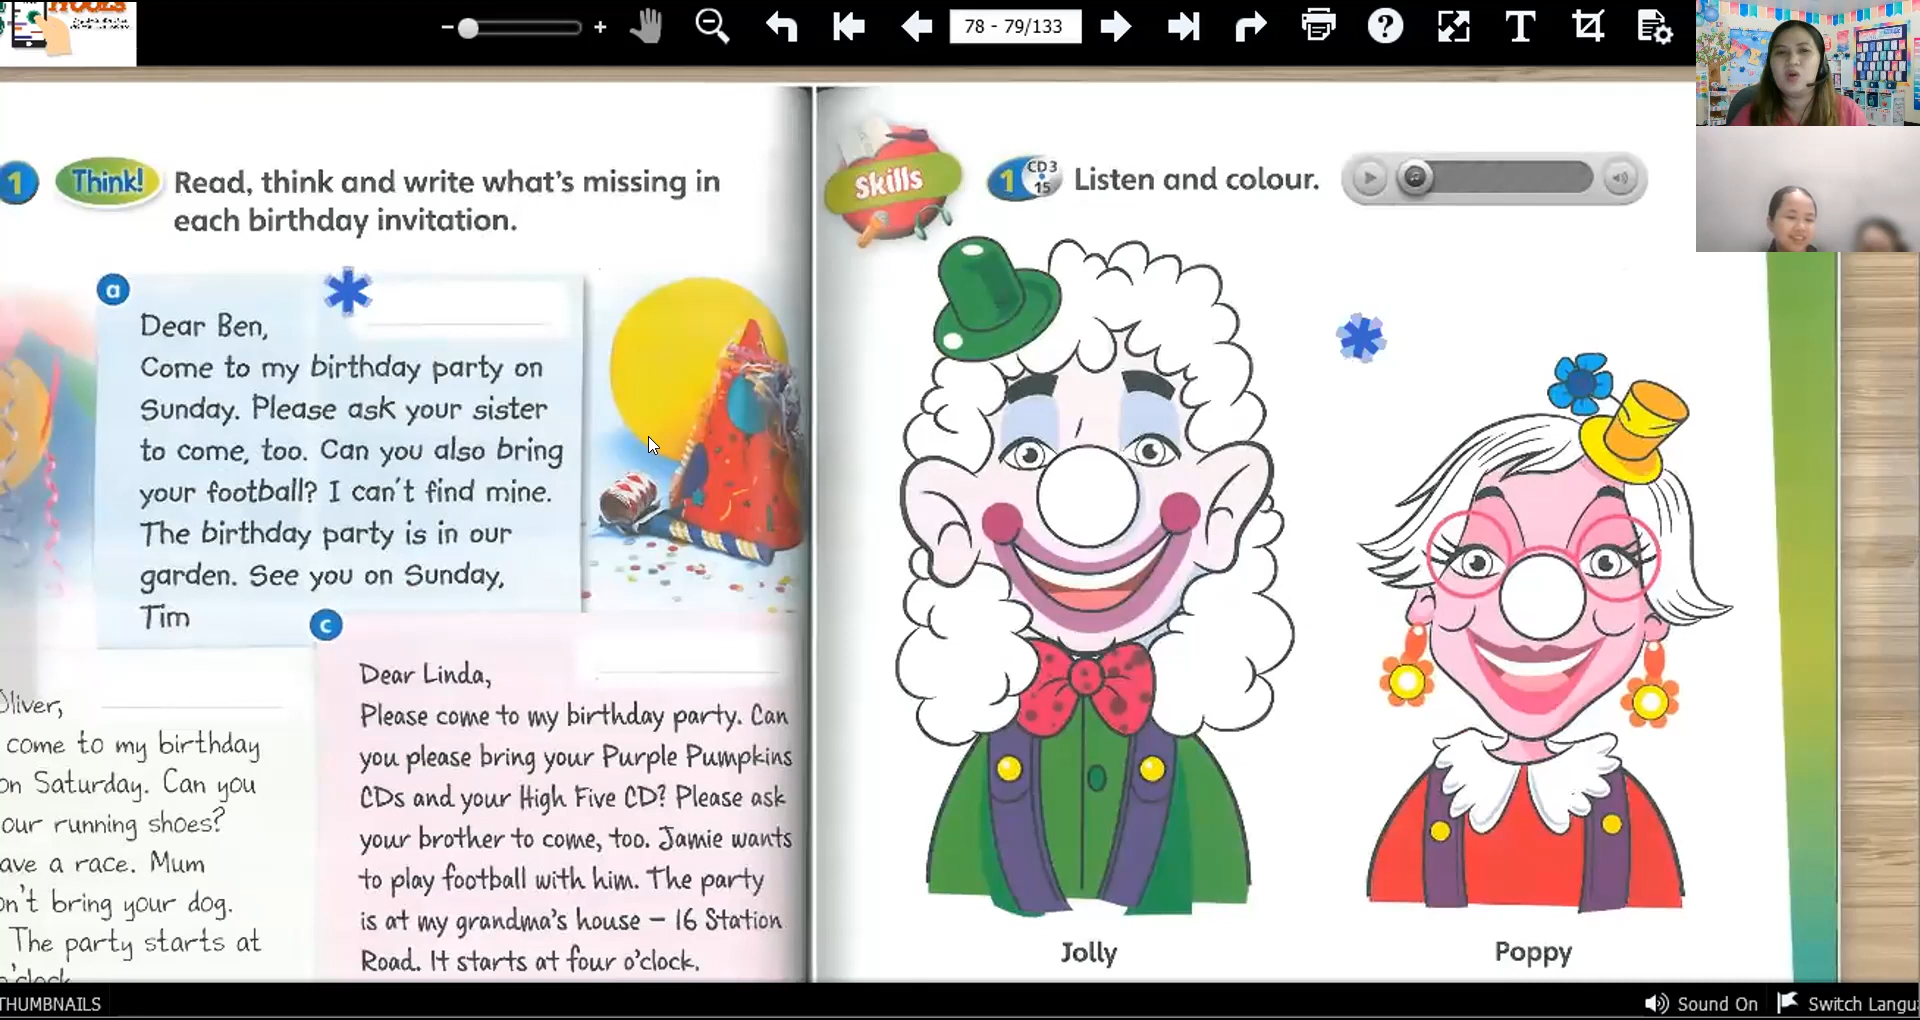 78 - 79/133
1 Think! Read, think and write what's missing in
each birthday invitation.
a
Dear Ben,
Come to my birthday party on
Sunday. Please ask your sister
to come, too. Can you also bring
your football? I can't find mine.
The birthday party is in our
garden. See you on Sunday,
Tim
Oliver,
come to my birthday
on Saturday. Can you
our running shoes?
ave a race. Mum
on't bring your dog.
The party starts at
o'clock
c
Dear Linda,
Please come to my birthday party. Can
you please bring your Purple Pumpkins
CDs and your High Five CD? Please ask
your brother to come, too. Jamie wants
to play football with him. The party
is at my grandma's house – 16 Station
Road. It starts at four o'clock.
Skills
1 CD3 15 Listen and colour.
Jolly
Poppy
THUMBNAILS
Sound On
Switch Langu